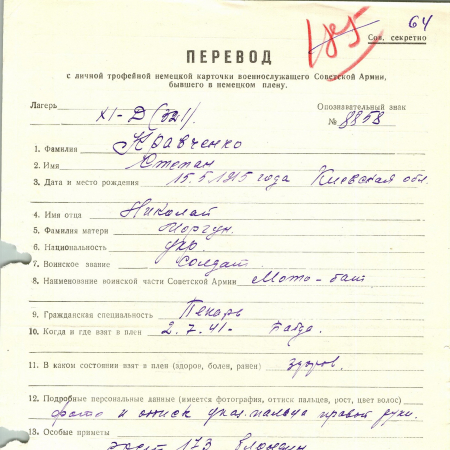 185 64
Сов. секретно
ПЕРЕВОД
с личной трофейной немецкой карточки военнослужащего Советской Армии,
бывшего в немецком плену.
Лагерь XI-D (321). Опознавательный знак
№ 8858
1. Фамилия Кравченко
2. Имя Степан
3. Дата и место рождения 15.5.1915 года Киевская обл.
4. Имя отца Николай
5. Фамилия матери Моргун.
6. Национальность укр.
7. Воинское звание солдат
8. Наименование воинской части Советской Армии Мото-бат
9. Гражданская специальность Пекарь
10. Когда и где взят в плен 2.7.41-
11. В каком состоянии взят в плен (здоров, болен, ранен) здоров.
12. Подробные персональные данные (имеется фотография, оттиск пальцев, рост, цвет волос)
фото и оттиск указ. пальца правой руки.
13. Особые приметы
рост 173 блондин